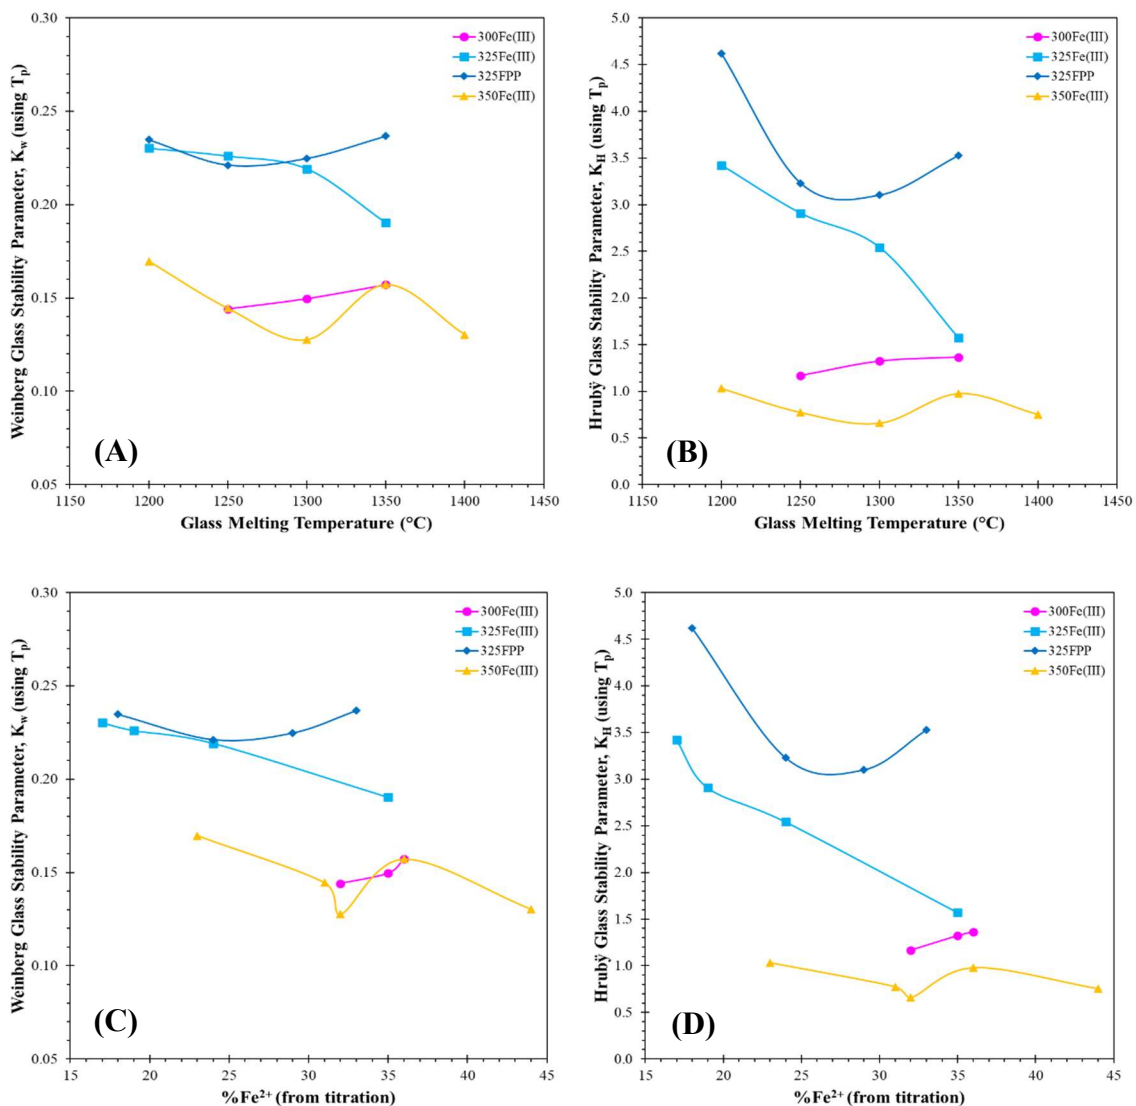 Weinberg Glass Stability Parameter, K_w (using T_p)
0.30
0.25
0.20
0.15
0.10
0.05
300Fe(III)
325Fe(III)
325FPP
350Fe(III)
(A)
1150 1200 1250 1300 1350 1400 1450
Glass Melting Temperature (°C)
Hrubÿ Glass Stability Parameter, K_H (using T_p)
5.0
4.5
4.0
3.5
3.0
2.5
2.0
1.5
1.0
0.5
0.0
300Fe(III)
325Fe(III)
325FPP
350Fe(III)
(B)
1150 1200 1250 1300 1350 1400 1450
Glass Melting Temperature (°C)
Weinberg Glass Stability Parameter, K_w (using T_p)
0.30
0.25
0.20
0.15
0.10
0.05
300Fe(III)
325Fe(III)
325FPP
350Fe(III)
(C)
15 20 25 30 35 40 45
%Fe²⁺ (from titration)
Hrubÿ Glass Stability Parameter, K_H (using T_p)
5.0
4.5
4.0
3.5
3.0
2.5
2.0
1.5
1.0
0.5
0.0
300Fe(III)
325Fe(III)
325FPP
350Fe(III)
(D)
15 20 25 30 35 40 45
%Fe²⁺ (from titration)